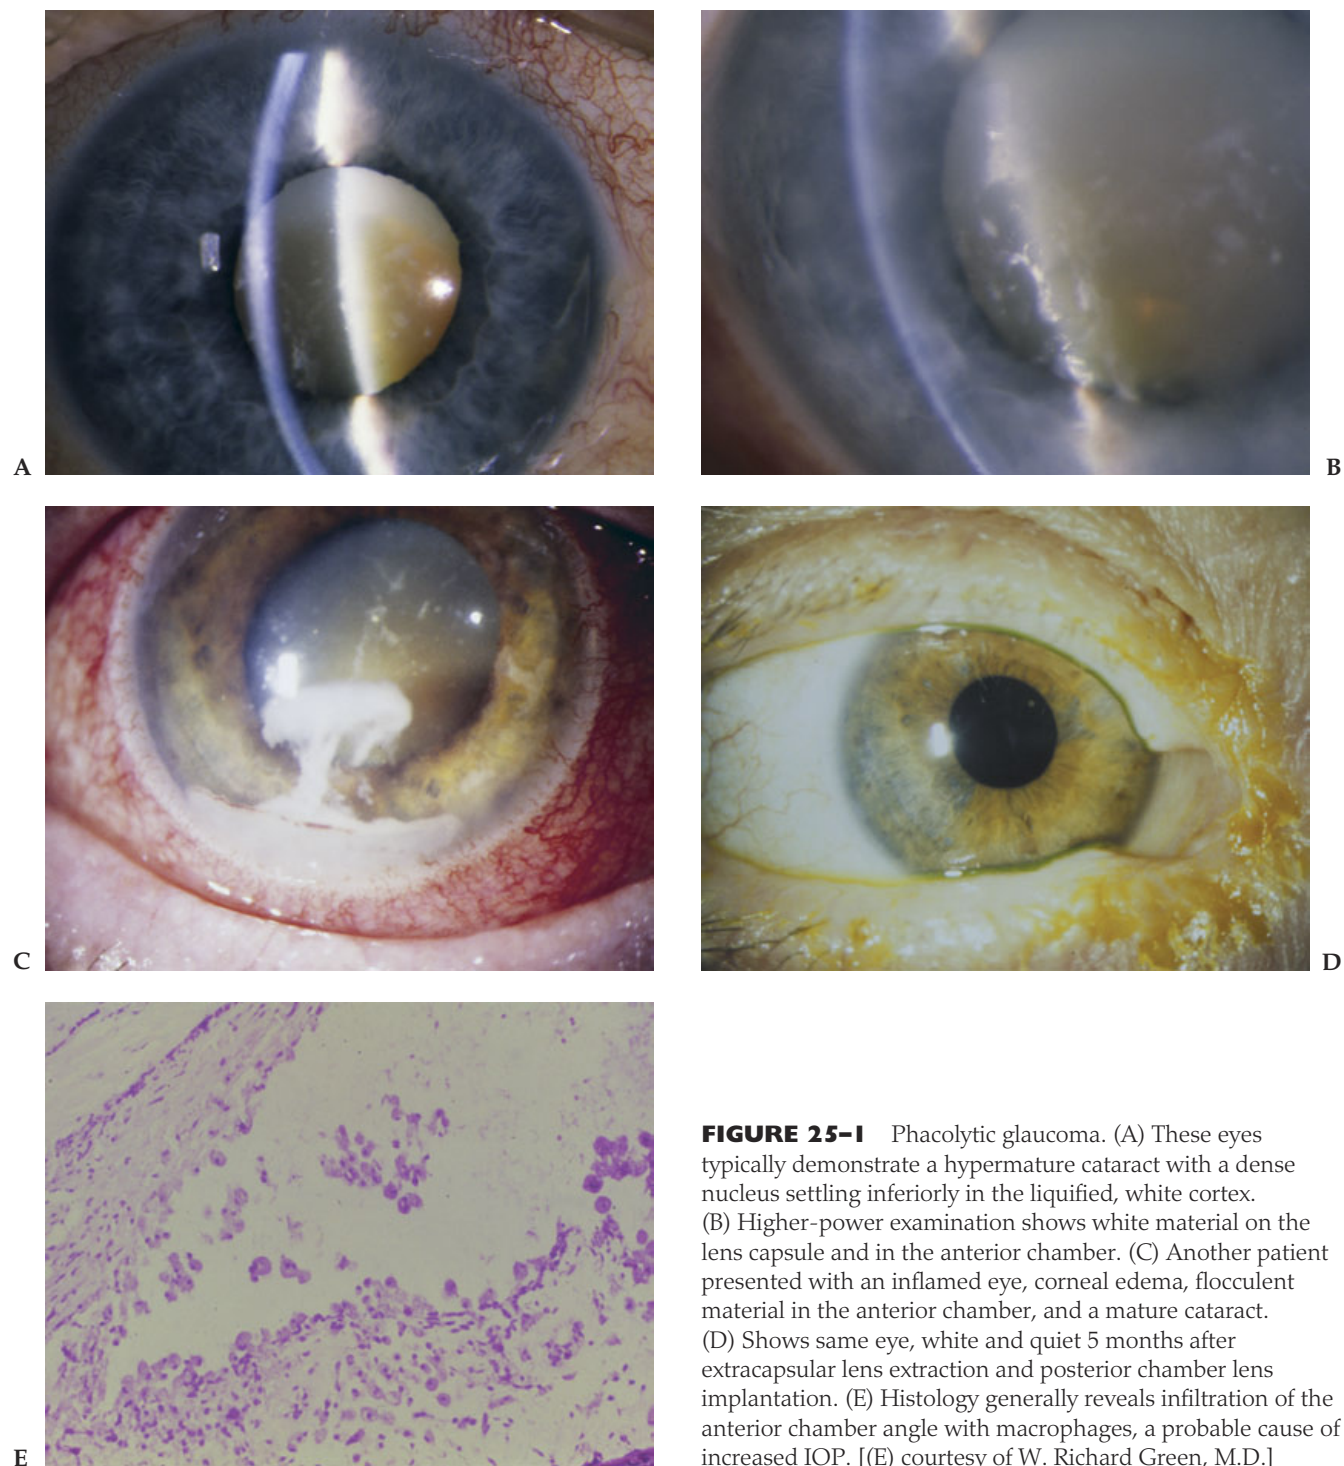 A
B
C
D
E
FIGURE 25–1 Phacolytic glaucoma. (A) These eyes
typically demonstrate a hypermature cataract with a dense
nucleus settling inferiorly in the liquified, white cortex.
(B) Higher-power examination shows white material on the
lens capsule and in the anterior chamber. (C) Another patient
presented with an inflamed eye, corneal edema, flocculent
material in the anterior chamber, and a mature cataract.
(D) Shows same eye, white and quiet 5 months after
extracapsular lens extraction and posterior chamber lens
implantation. (E) Histology generally reveals infiltration of the
anterior chamber angle with macrophages, a probable cause of
increased IOP. [(E) courtesy of W. Richard Green, M.D.]